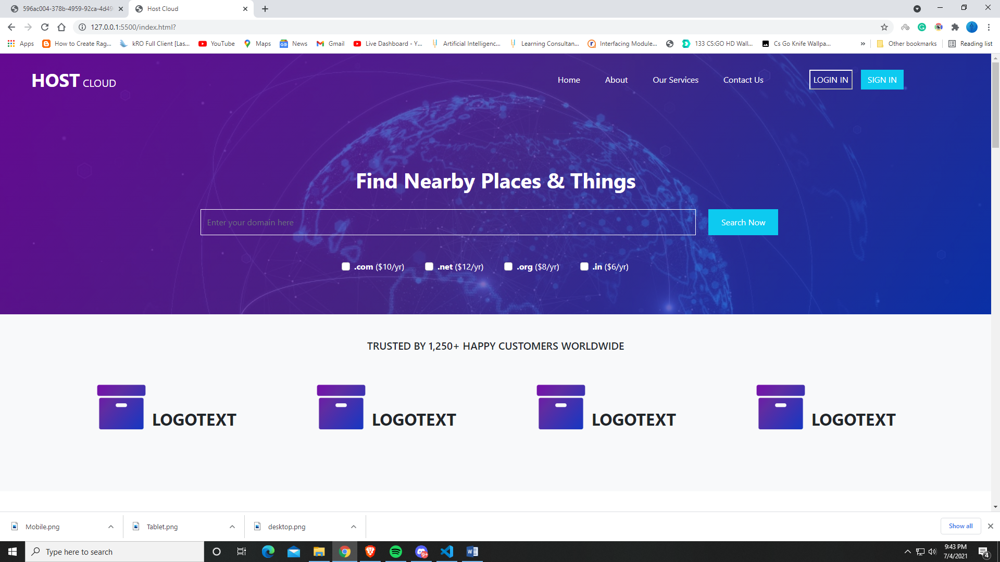 596ac004-378b-4959-92ca-4d49
Host Cloud
127.0.0.1:5500/index.html?
Apps
How to Create Rag...
kRO Full Client [Las...
YouTube
Maps
News
Gmail
Live Dashboard - Y...
Artificial Intelligenc...
Learning Consultan...
Interfacing Module...
133 CS:GO HD Wall...
Cs Go Knife Wallpa...
»
Other bookmarks
Reading list
HOST CLOUD
Home
About
Our Services
Contact Us
LOGIN IN
SIGN IN
Find Nearby Places & Things
Enter your domain here
Search Now
.com ($10/yr)
.net ($12/yr)
.org ($8/yr)
.in ($6/yr)
TRUSTED BY 1,250+ HAPPY CUSTOMERS WORLDWIDE
LOGOTEXT
LOGOTEXT
LOGOTEXT
LOGOTEXT
Mobile.png
Tablet.png
desktop.png
Show all
Type here to search
9+
9:43 PM
7/4/2021
4